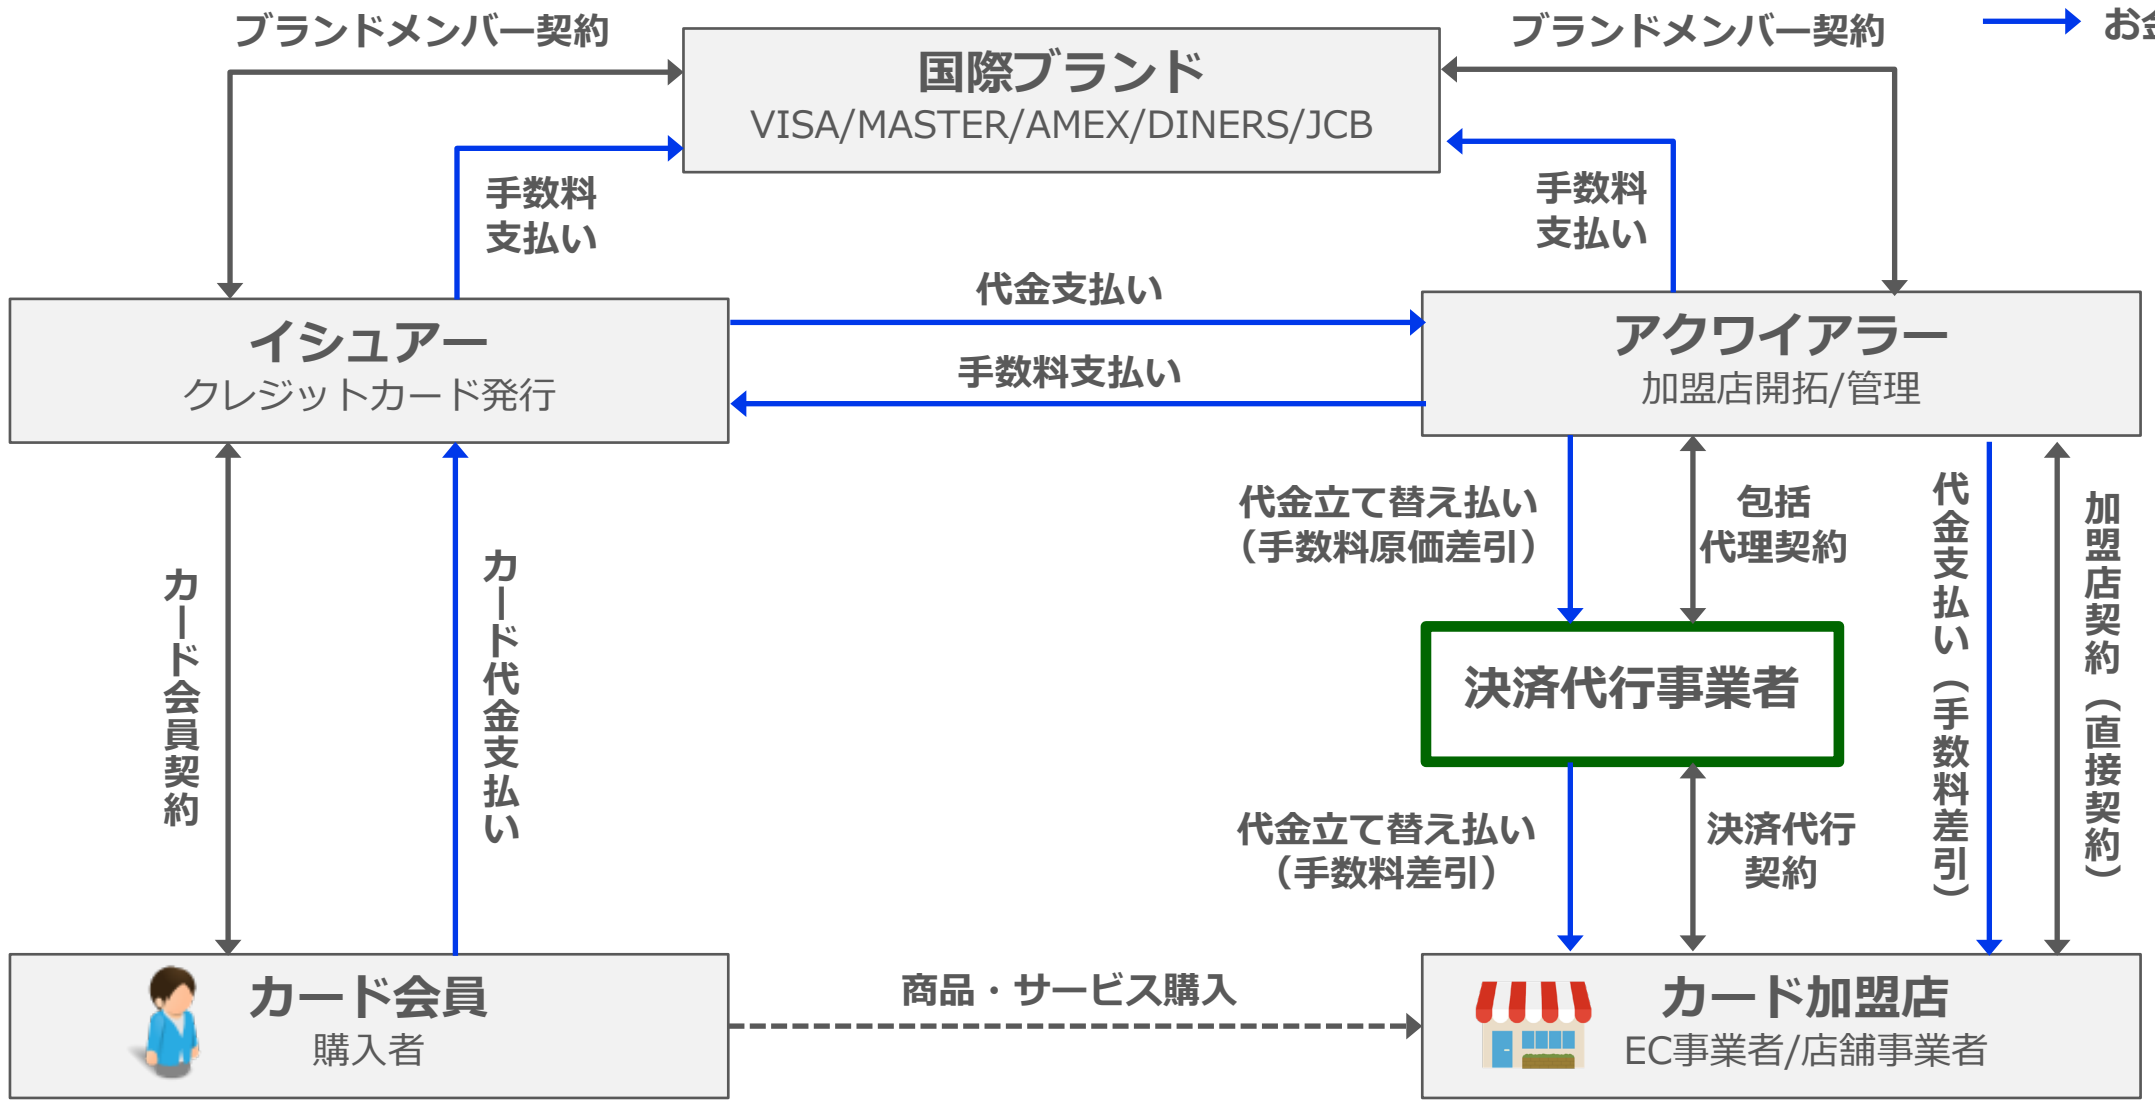 ブランドメンバー契約
国際ブランド
VISA/MASTER/AMEX/DINERS/JCB
ブランドメンバー契約
お金
手数料
支払い
手数料
支払い
代金支払い
手数料支払い
イシュアー
クレジットカード発行
アクワイアラー
加盟店開拓/管理
カード会員契約
カード代金支払い
代金立て替え払い
（手数料原価差引）
包括
代理契約
代金支払い（手数料差引）
加盟店契約（直接契約）
決済代行事業者
代金立て替え払い
（手数料差引）
決済代行
契約
カード会員
購入者
商品・サービス購入
カード加盟店
EC事業者/店舗事業者